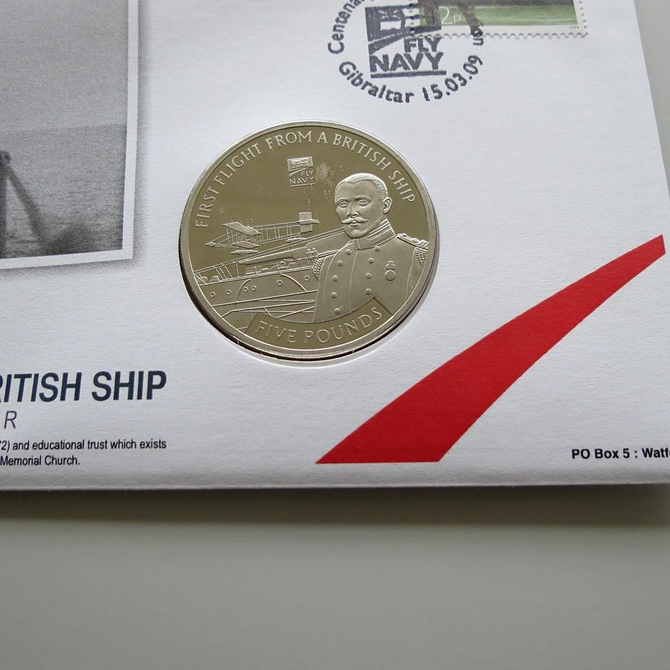 Centena
2p
FLY
NAVY
Gibraltar 15.03.09
FIRST FLIGHT FROM A BRITISH SHIP
FLY
NAVY
FIVE POUNDS
RITISH SHIP
R
2) and educational trust which exists
Memorial Church.
PO Box 5 : Watf